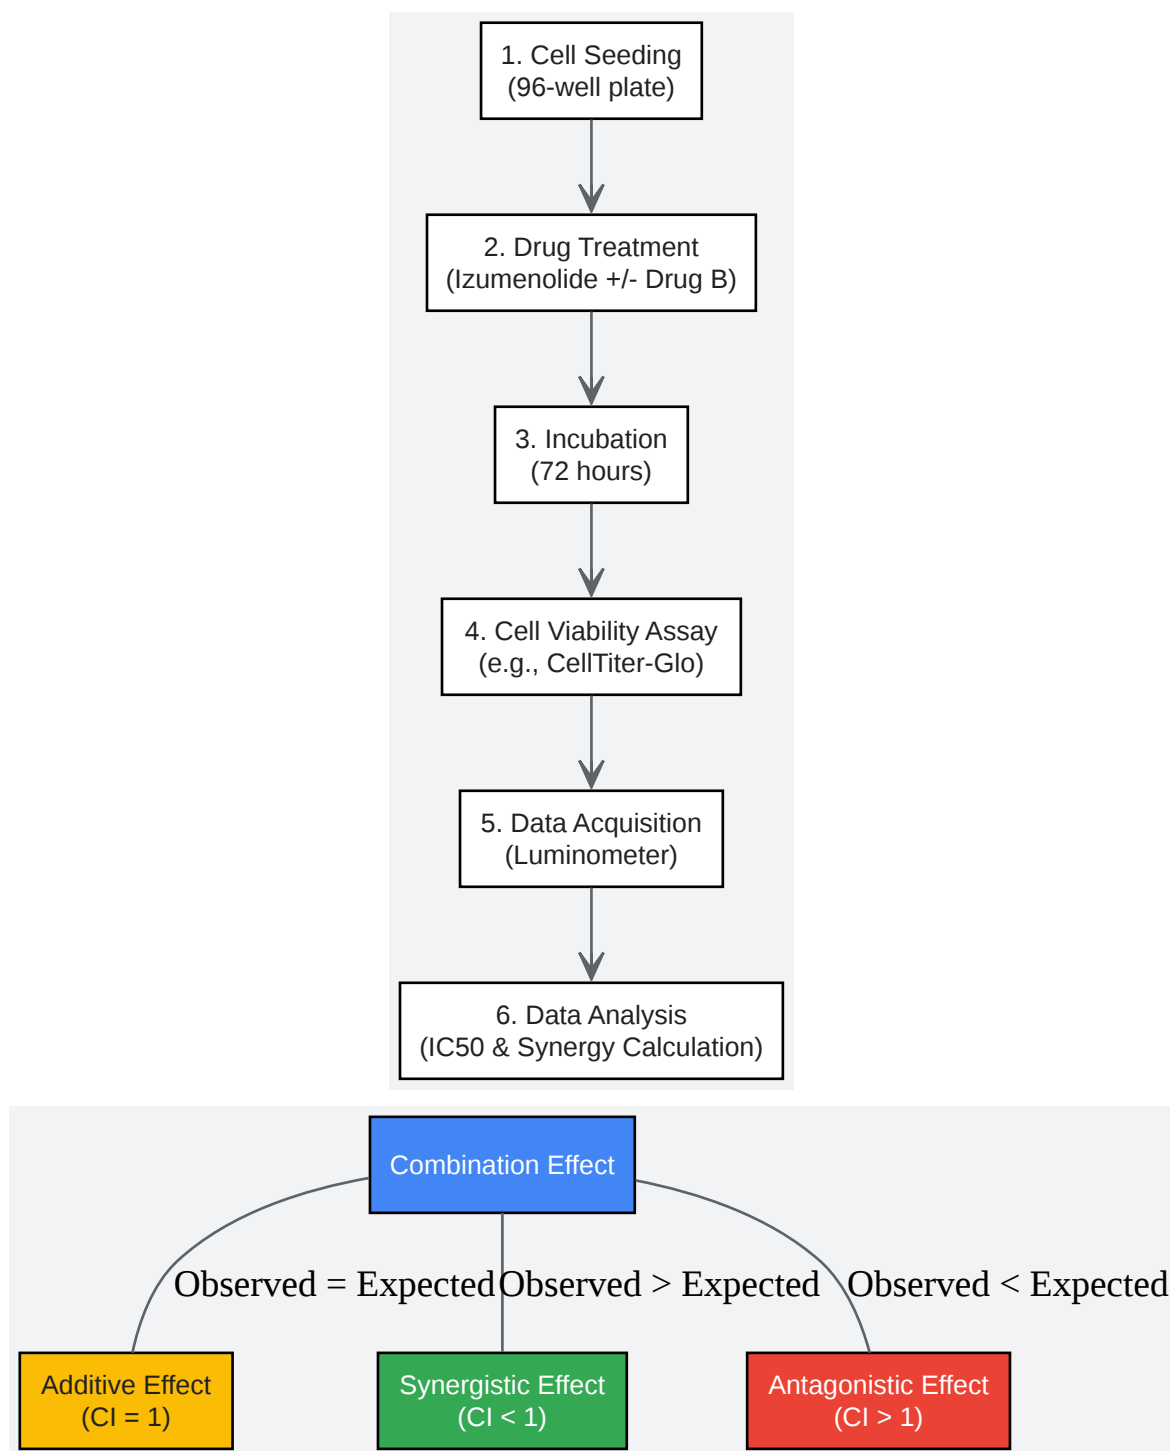 1. Cell Seeding
(96-well plate)
2. Drug Treatment
(Izumenolide +/- Drug B)
3. Incubation
(72 hours)
4. Cell Viability Assay
(e.g., CellTiter-Glo)
5. Data Acquisition
(Luminometer)
6. Data Analysis
(IC50 & Synergy Calculation)
Combination Effect
Observed = Expected
Observed > Expected
Observed < Expected
Additive Effect
(CI = 1)
Synergistic Effect
(CI < 1)
Antagonistic Effect
(CI > 1)